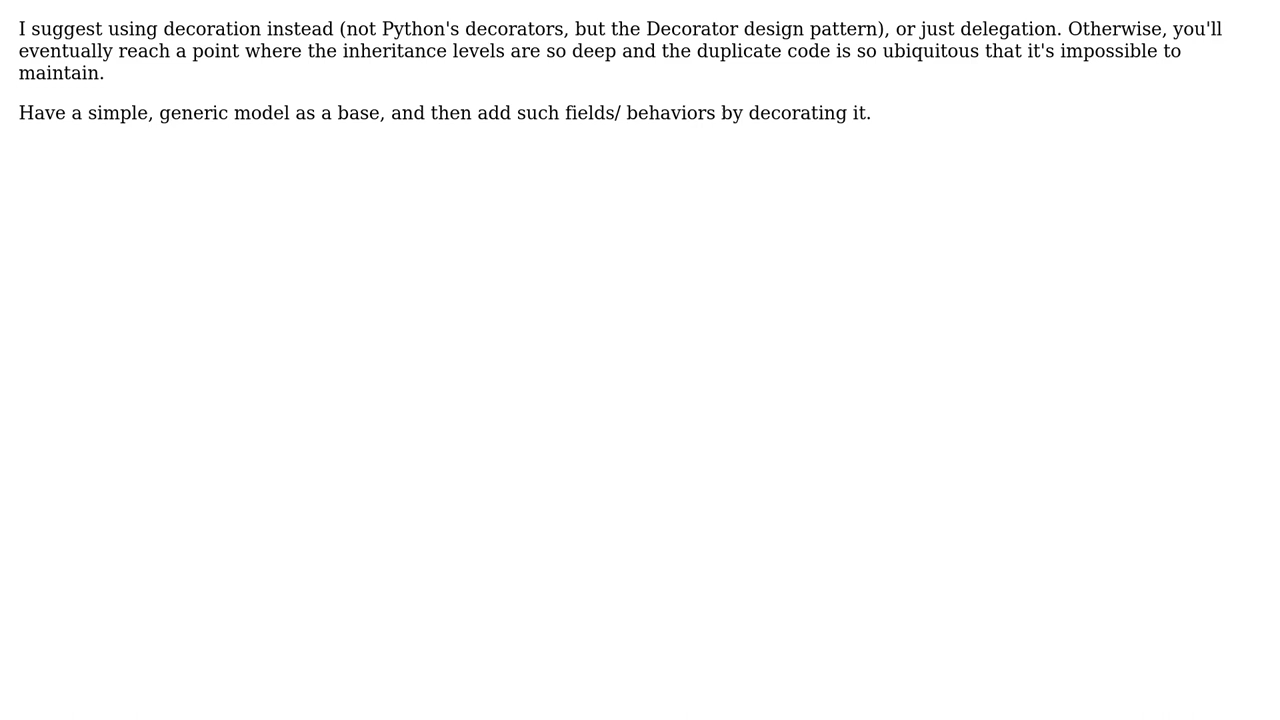 I suggest using decoration instead (not Python's decorators, but the Decorator design pattern), or just delegation. Otherwise, you'll
eventually reach a point where the inheritance levels are so deep and the duplicate code is so ubiquitous that it's impossible to
maintain.
Have a simple, generic model as a base, and then add such fields/ behaviors by decorating it.